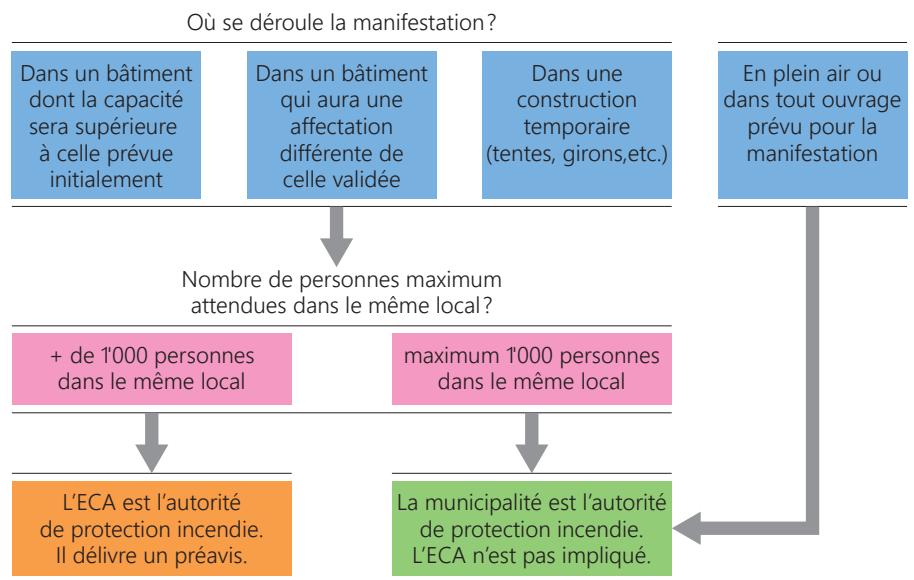 Où se déroule la manifestation?
Dans un bâtiment
dont la capacité
sera supérieure
à celle prévue
initialement
Dans un bâtiment
qui aura une
affectation
différente de
celle validée
Dans une
construction
temporaire
(tentes, girons,etc.)
En plein air ou
dans tout ouvrage
prévu pour la
manifestation
Nombre de personnes maximum
attendues dans le même local?
+ de 1'000 personnes
dans le même local
maximum 1'000 personnes
dans le même local
L'ECA est l'autorité
de protection incendie.
Il délivre un préavis.
La municipalité est l'autorité
de protection incendie.
L'ECA n'est pas impliqué.